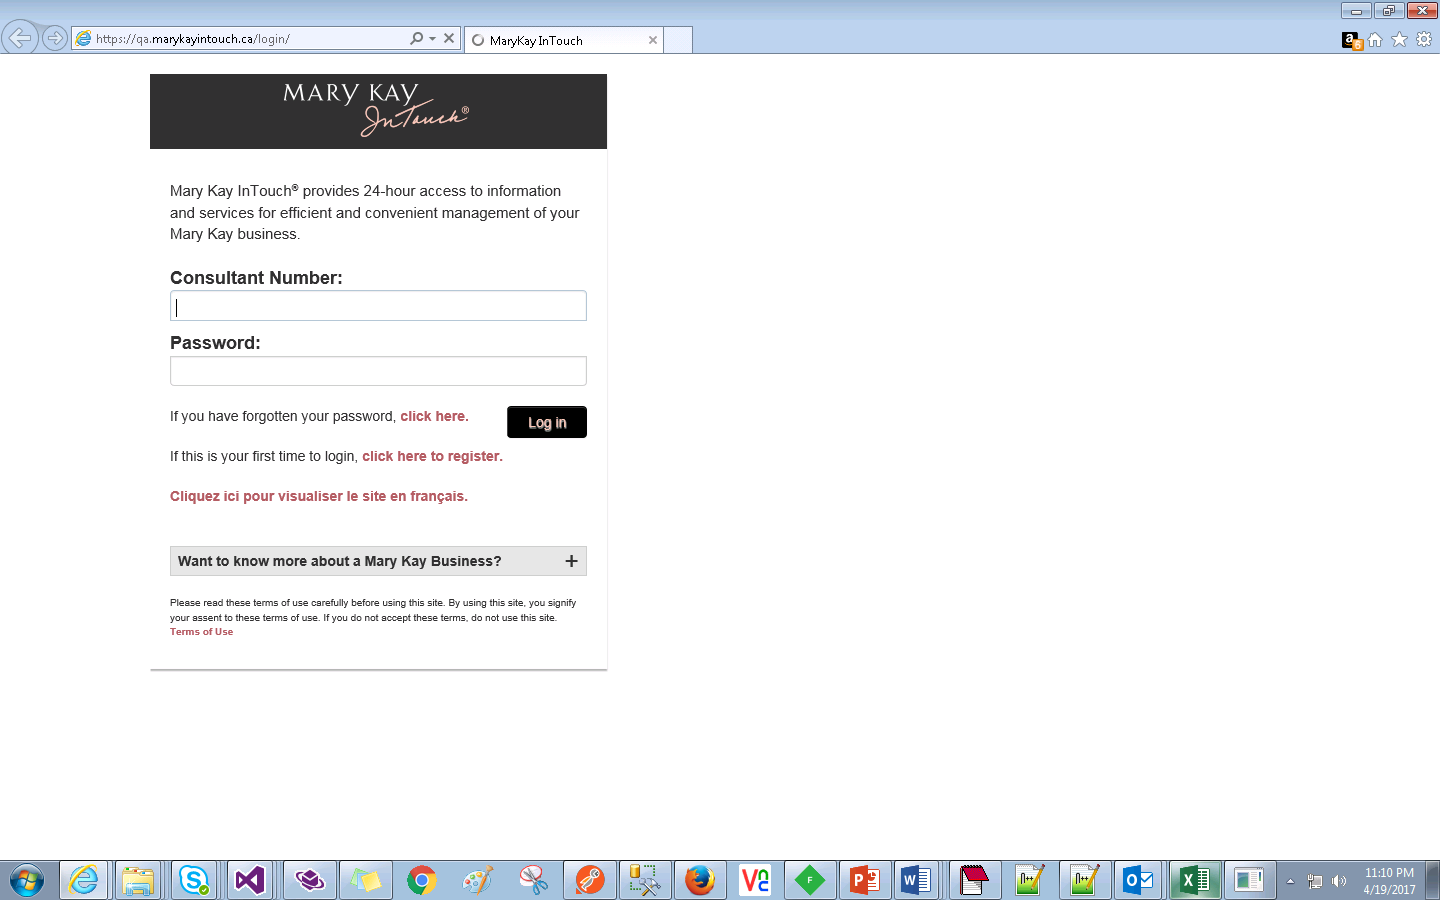 https://qa.marykayintouch.ca/login/
MaryKay InTouch
a
6
MARY KAY
InTouch®
Mary Kay InTouch® provides 24-hour access to information
and services for efficient and convenient management of your
Mary Kay business.
Consultant Number:
Password:
If you have forgotten your password, click here.
Log in
If this is your first time to login, click here to register.
Cliquez ici pour visualiser le site en français.
Want to know more about a Mary Kay Business? +
Please read these terms of use carefully before using this site. By using this site, you signify
your assent to these terms of use. If you do not accept these terms, do not use this site.
Terms of Use
11:10 PM
4/19/2017